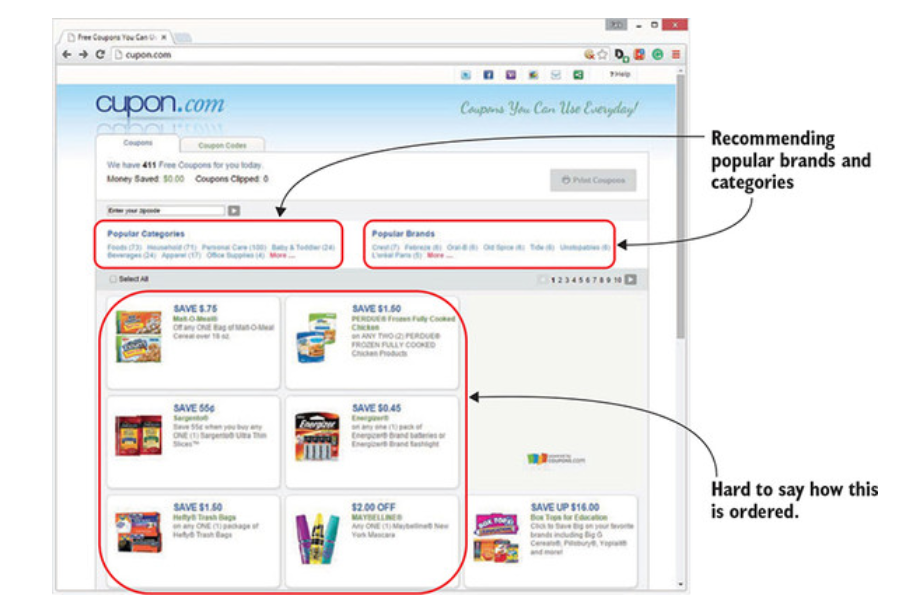 Free Coupons You Can U
cupon.com
? Help
cupon.com
Coupons You Can Use Everyday!
Coupons
Coupon Codes
We have 411 Free Coupons for you today.
Money Saved: $0.00 Coupons Clipped: 0
Print Coupons
Enter your zipcode
Popular Categories
Foods (73) Household (71) Personal Care (100) Baby & Toddler (24)
Beverages (24) Apparel (17) Office Supplies (4) More ...
Popular Brands
Crest (7) Febreze (6) Oral-B (6) Old Spice (6) Tide (6) Unstopables (6)
L'oréal Paris (5) More ...
Select All
1 2 3 4 5 6 7 8 9 10
SAVE $.75
Malt-O-Meal®
Off any ONE Bag of Malt-O-Meal
Cereal over 18 oz.
SAVE $1.50
PERDUE® Frozen Fully Cooked
Chicken
on ANY TWO (2) PERDUE®
FROZEN FULLY COOKED
Chicken Products
SAVE 55¢
Sargento®
Save 55¢ when you buy any
ONE (1) Sargento® Ultra Thin
Slices™
SAVE $0.45
Energizer®
on any one (1) pack of
Energizer® Brand batteries or
Energizer® Brand flashlight
Energizer
powered by
coupons.com
SAVE $1.50
Hefty® Trash Bags
on any ONE (1) package of
Hefty® Trash Bags
$2.00 OFF
MAYBELLINE®
Any ONE (1) Maybelline® New
York Mascara
BOX TOPS
SAVE UP $16.00
Box Tops for Education
Click to Save Big on your favorite
brands including Big G
Cereals®, Pillsbury®, Yoplait®
and more!
Recommending
popular brands and
categories
Hard to say how this
is ordered.